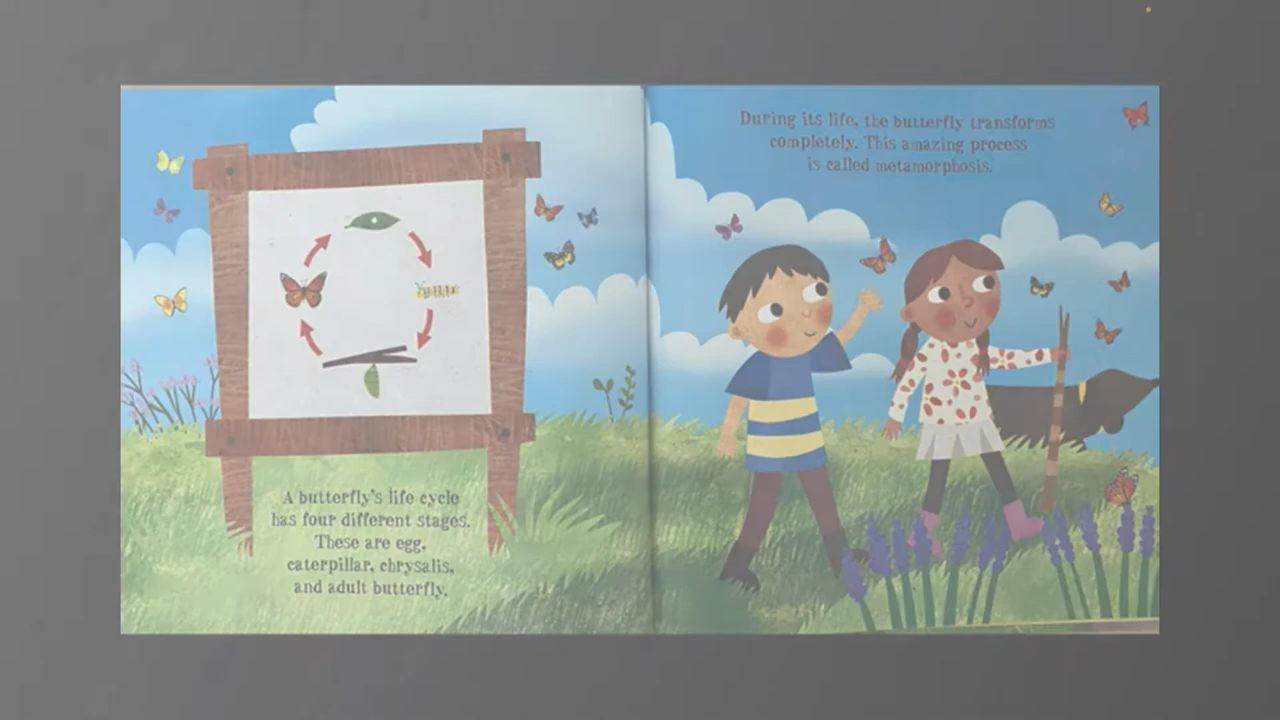 A butterfly's life cycle
has four different stages.
These are egg,
caterpillar, chrysalis,
and adult butterfly.
During its life, the butterfly transforms
completely. This amazing process
is called metamorphosis.